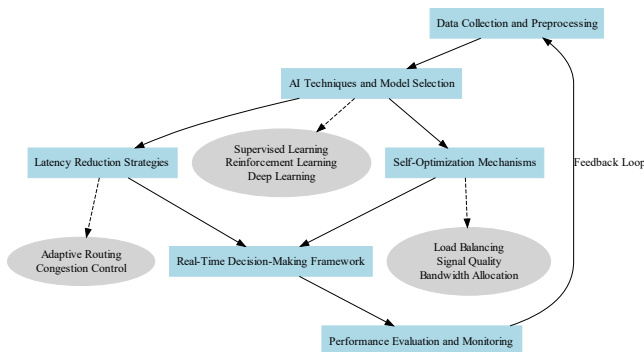 Data Collection and Preprocessing
AI Techniques and Model Selection
Supervised Learning
Reinforcement Learning
Deep Learning
Latency Reduction Strategies
Self-Optimization Mechanisms
Feedback Loop
Adaptive Routing
Congestion Control
Real-Time Decision-Making Framework
Load Balancing
Signal Quality
Bandwidth Allocation
Performance Evaluation and Monitoring